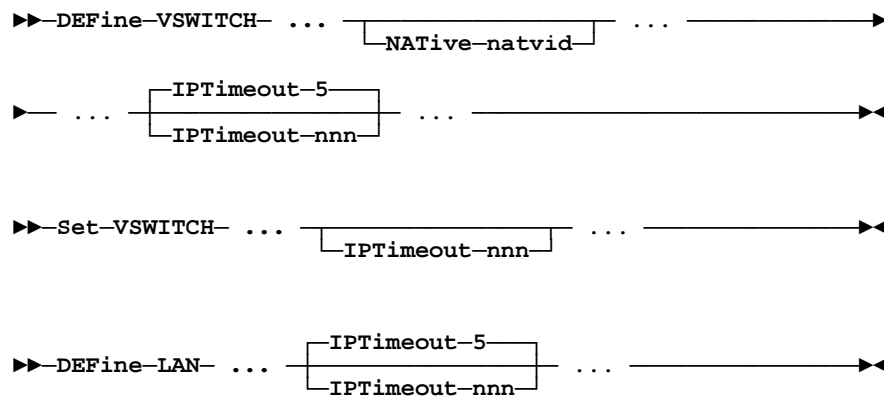 DEFine VSWITCH ... ...
NATive natvid
IPTimeout 5
... ...
IPTimeout nnn
Set VSWITCH ... ...
IPTimeout nnn
IPTimeout 5
DEFine LAN ... ...
IPTimeout nnn